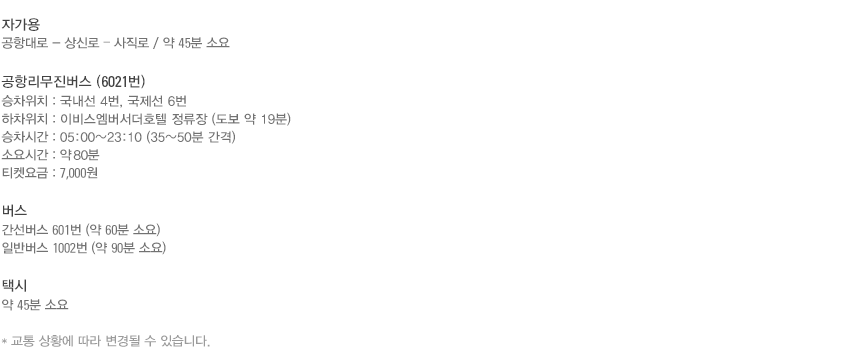 자가용
공항대로 – 상신로 – 사직로 / 약 45분 소요
공항리무진버스 (6021번)
승차위치 : 국내선 4번, 국제선 6번
하차위치 : 이비스엠버서더호텔 정류장 (도보 약 19분)
승차시간 : 05:00~23:10 (35~50분 간격)
소요시간 : 약80분
티켓요금 : 7,000원
버스
간선버스 601번 (약 60분 소요)
일반버스 1002번 (약 90분 소요)
택시
약 45분 소요
* 교통 상황에 따라 변경될 수 있습니다.